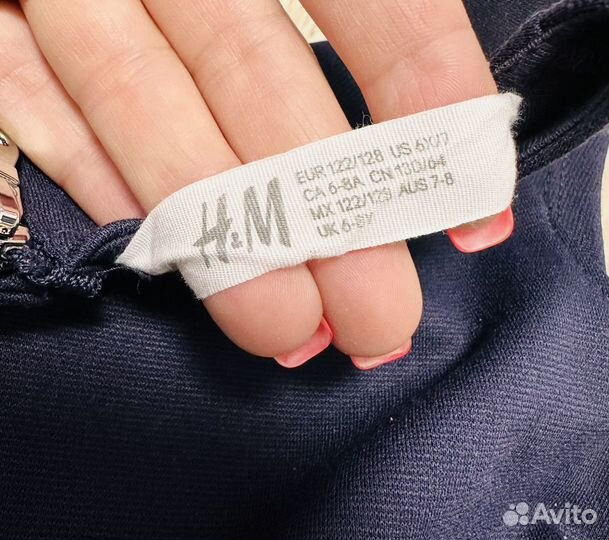 H&M
EUR 122/128 US 6X/7
CA 6-8A CN 130/64
MX 122/129 AUS 7-8
UK 6-8Y
Avito